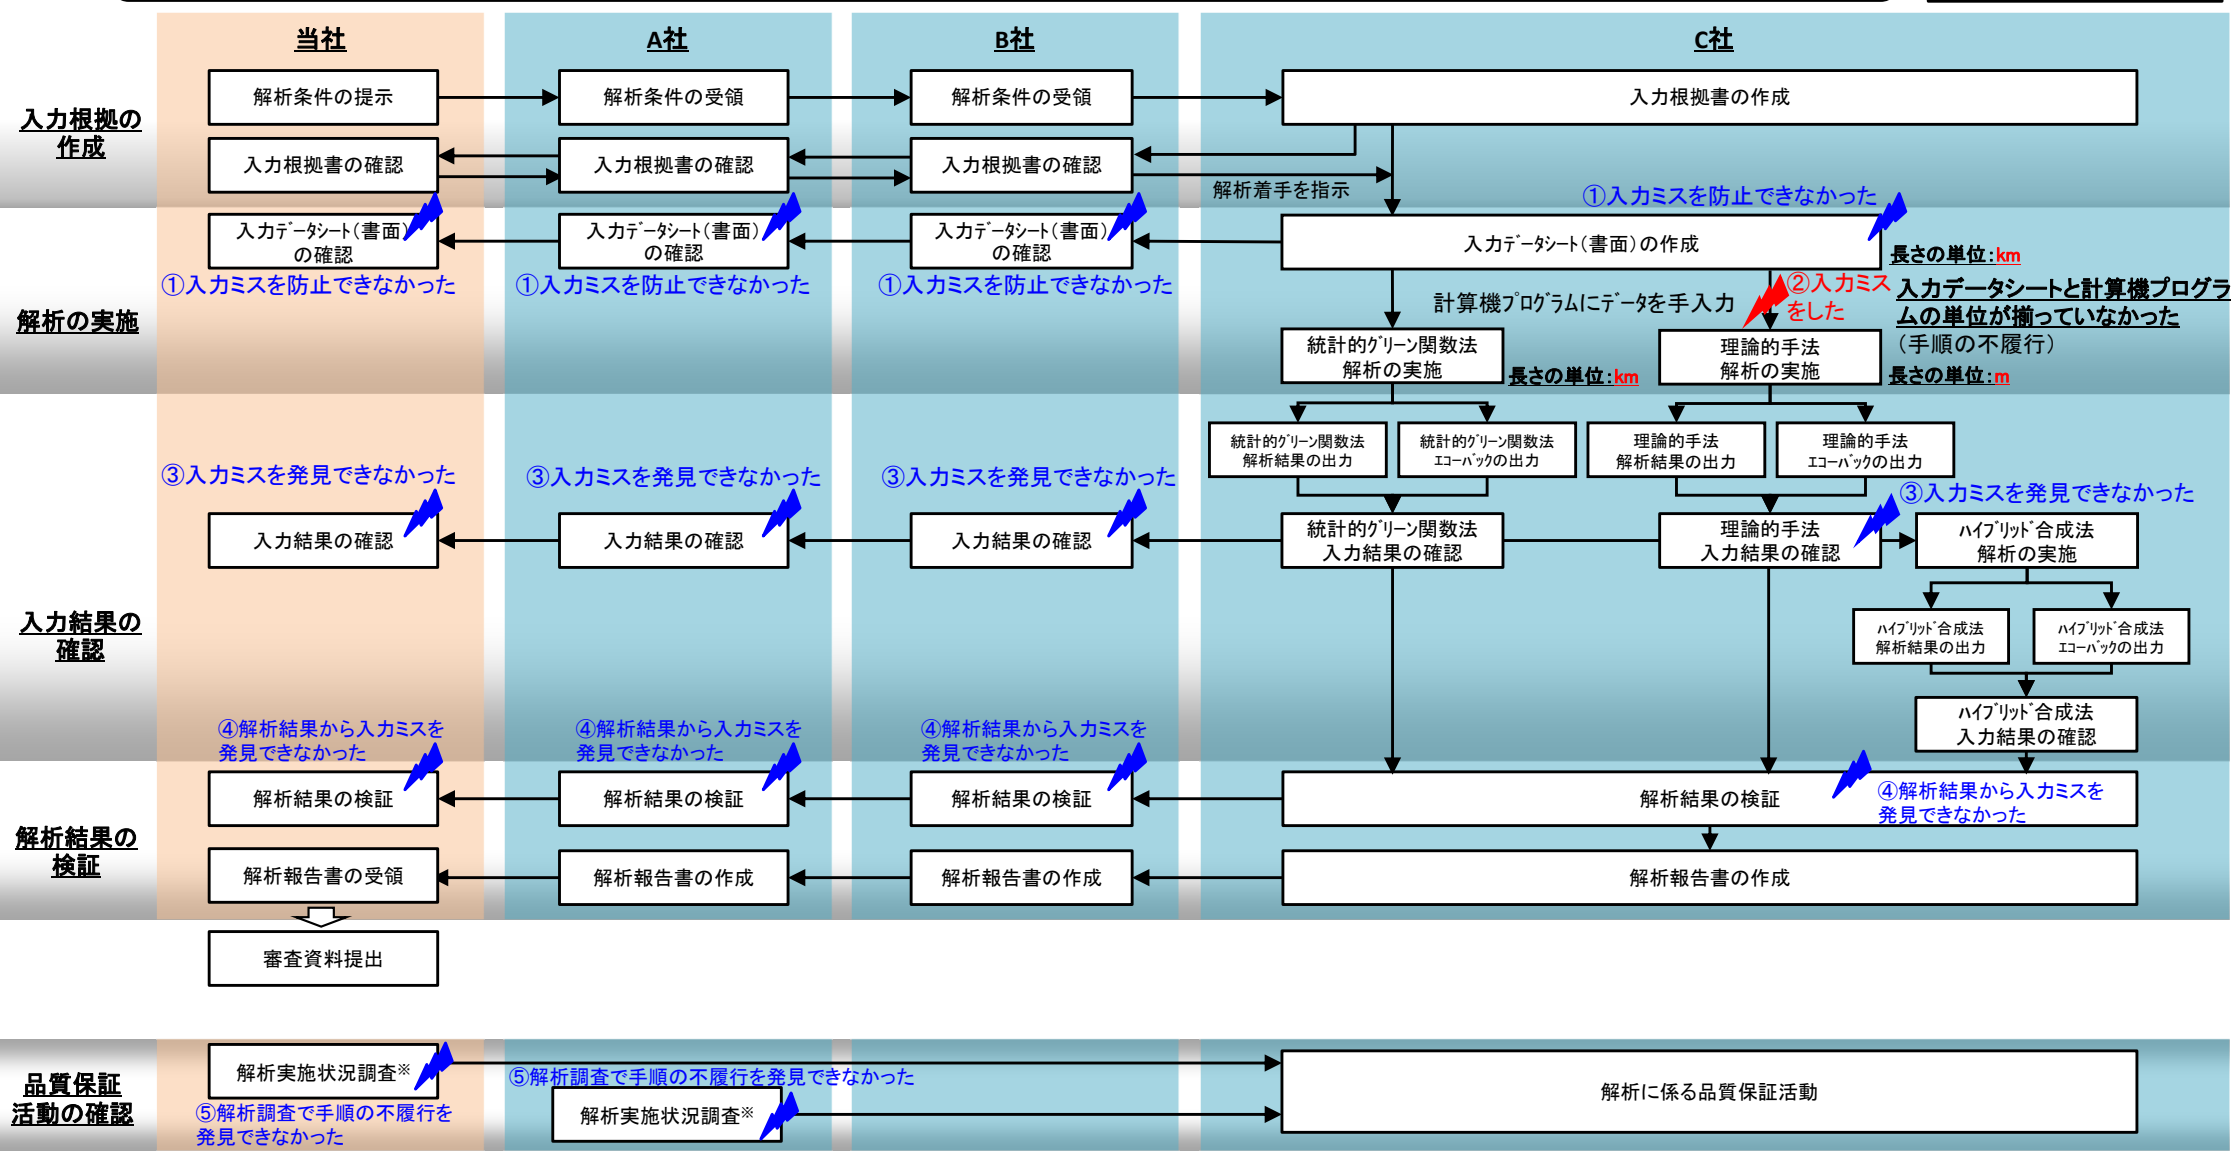 当社
A社
B社
C社
入力根拠の
作成
解析条件の提示
解析条件の受領
解析条件の受領
入力根拠書の作成
入力根拠書の確認
入力根拠書の確認
入力根拠書の確認
解析着手を指示
①入力ミスを防止できなかった
解析の実施
入力ﾃﾞｰﾀｼｰﾄ(書面)
の確認
入力ﾃﾞｰﾀｼｰﾄ(書面)
の確認
入力ﾃﾞｰﾀｼｰﾄ(書面)
の確認
入力ﾃﾞｰﾀｼｰﾄ(書面)の作成
長さの単位:km
①入力ミスを防止できなかった
①入力ミスを防止できなかった
①入力ミスを防止できなかった
計算機ﾌﾟﾛｸﾞﾗﾑにﾃﾞｰﾀを手入力
②入力ミス
をした
入力データシートと計算機プログラ
ムの単位が揃っていなかった
(手順の不履行)
統計的ｸﾞﾘｰﾝ関数法
解析の実施
長さの単位:km
理論的手法
解析の実施
長さの単位:m
統計的ｸﾞﾘｰﾝ関数法
解析結果の出力
統計的ｸﾞﾘｰﾝ関数法
ｴｺｰﾊﾞｯｸの出力
理論的手法
解析結果の出力
理論的手法
ｴｺｰﾊﾞｯｸの出力
入力結果の
確認
③入力ミスを発見できなかった
③入力ミスを発見できなかった
③入力ミスを発見できなかった
③入力ミスを発見できなかった
入力結果の確認
入力結果の確認
入力結果の確認
統計的ｸﾞﾘｰﾝ関数法
入力結果の確認
理論的手法
入力結果の確認
ﾊｲﾌﾞﾘｯﾄﾞ合成法
解析の実施
ﾊｲﾌﾞﾘｯﾄﾞ合成法
解析結果の出力
ﾊｲﾌﾞﾘｯﾄﾞ合成法
ｴｺｰﾊﾞｯｸの出力
ﾊｲﾌﾞﾘｯﾄﾞ合成法
入力結果の確認
④解析結果から入力ミスを
発見できなかった
④解析結果から入力ミスを
発見できなかった
④解析結果から入力ミスを
発見できなかった
解析結果の
検証
解析結果の検証
解析結果の検証
解析結果の検証
解析結果の検証
④解析結果から入力ミスを
発見できなかった
解析報告書の受領
解析報告書の作成
解析報告書の作成
解析報告書の作成
審査資料提出
品質保証
活動の確認
解析実施状況調査※
⑤解析調査で手順の不履行を
発見できなかった
⑤解析調査で手順の不履行を発見できなかった
解析実施状況調査※
解析に係る品質保証活動